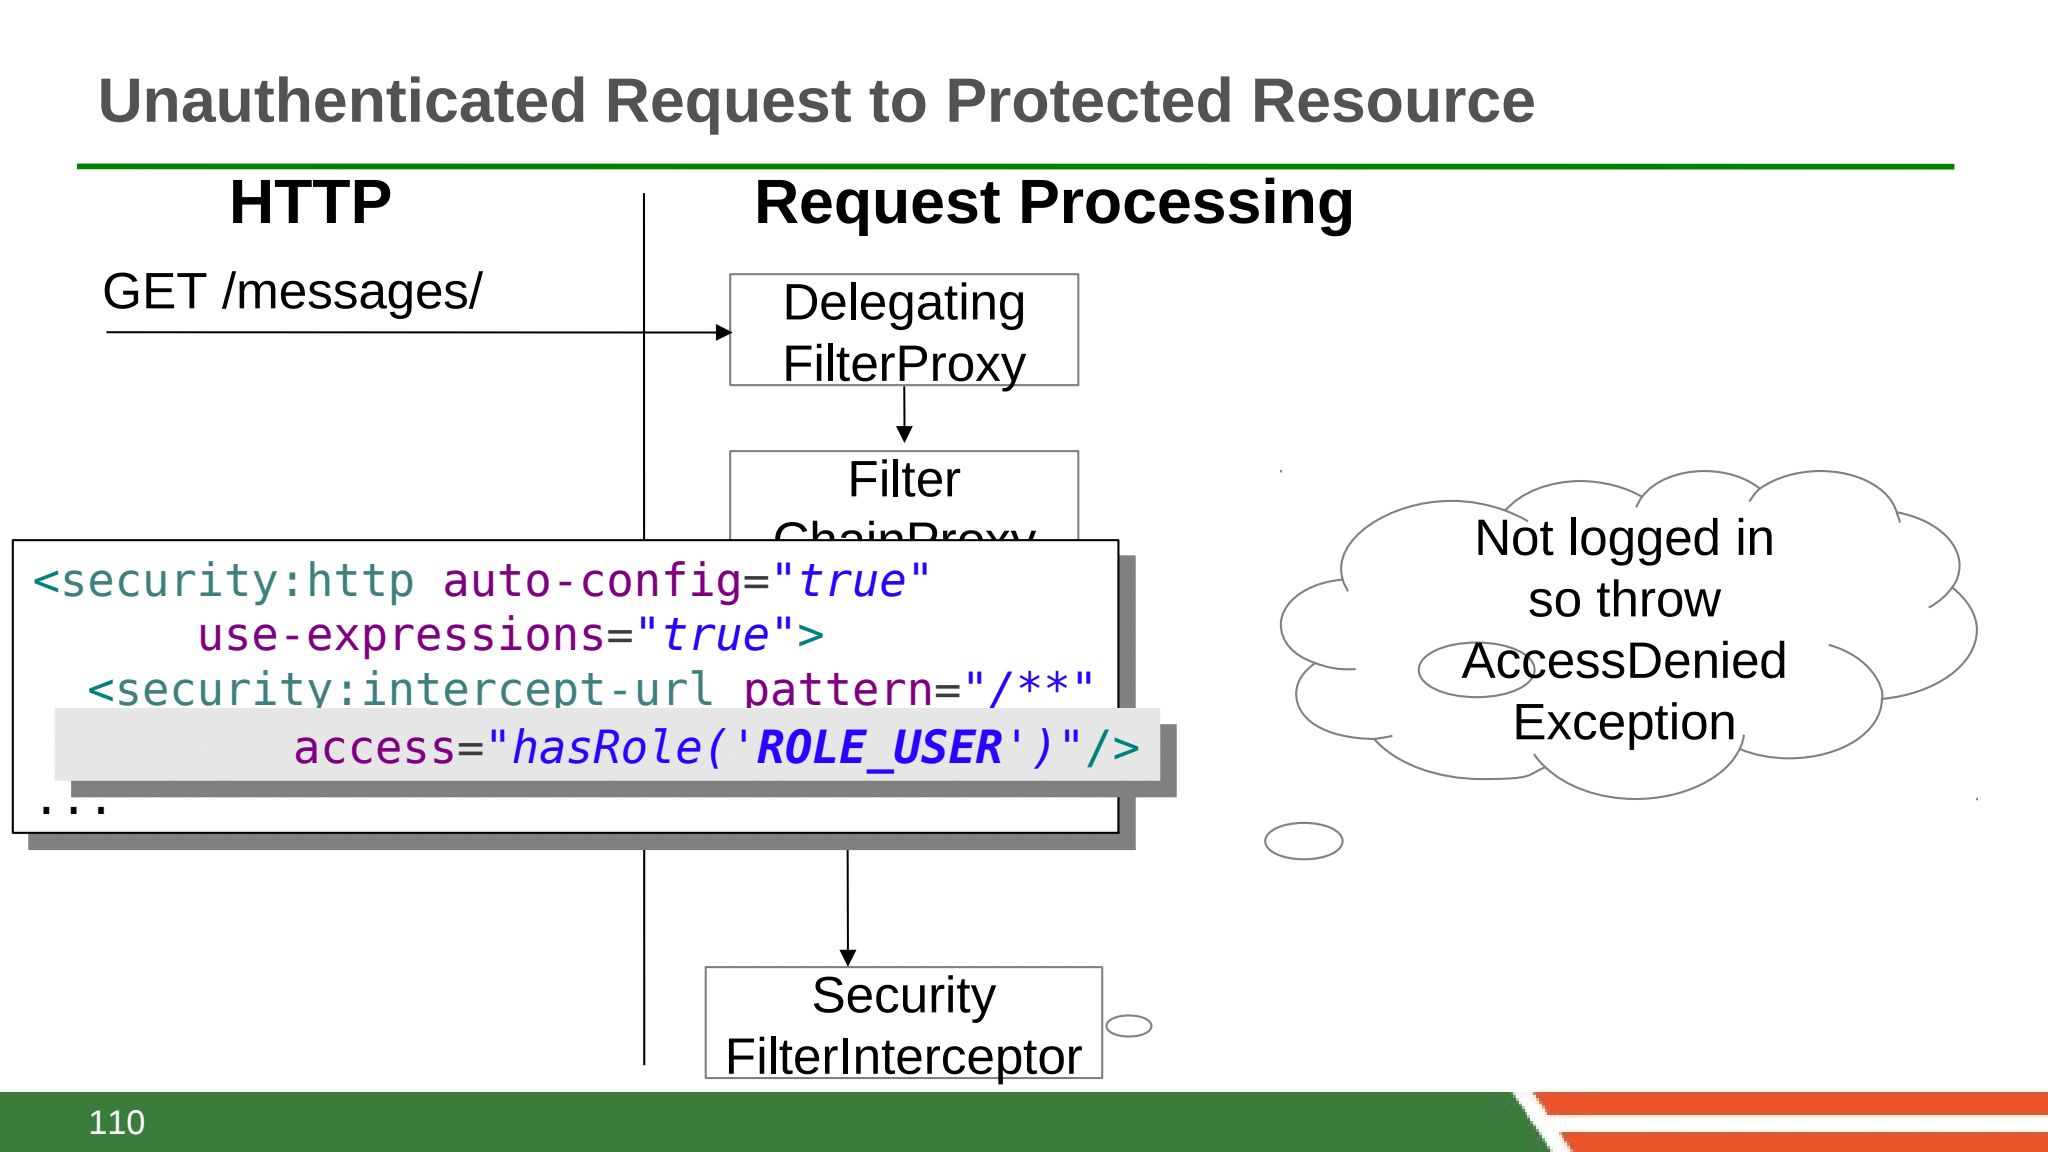 Unauthenticated Request to Protected Resource
HTTP
Request Processing
GET /messages/
Delegating
FilterProxy
Filter
ChainProxy
<security:http auto-config="true"
use-expressions="true">
<security:intercept-url pattern="/**"
access="hasRole('ROLE_USER')"/>
...
Not logged in
so throw
AccessDenied
Exception
Security
FilterInterceptor
110